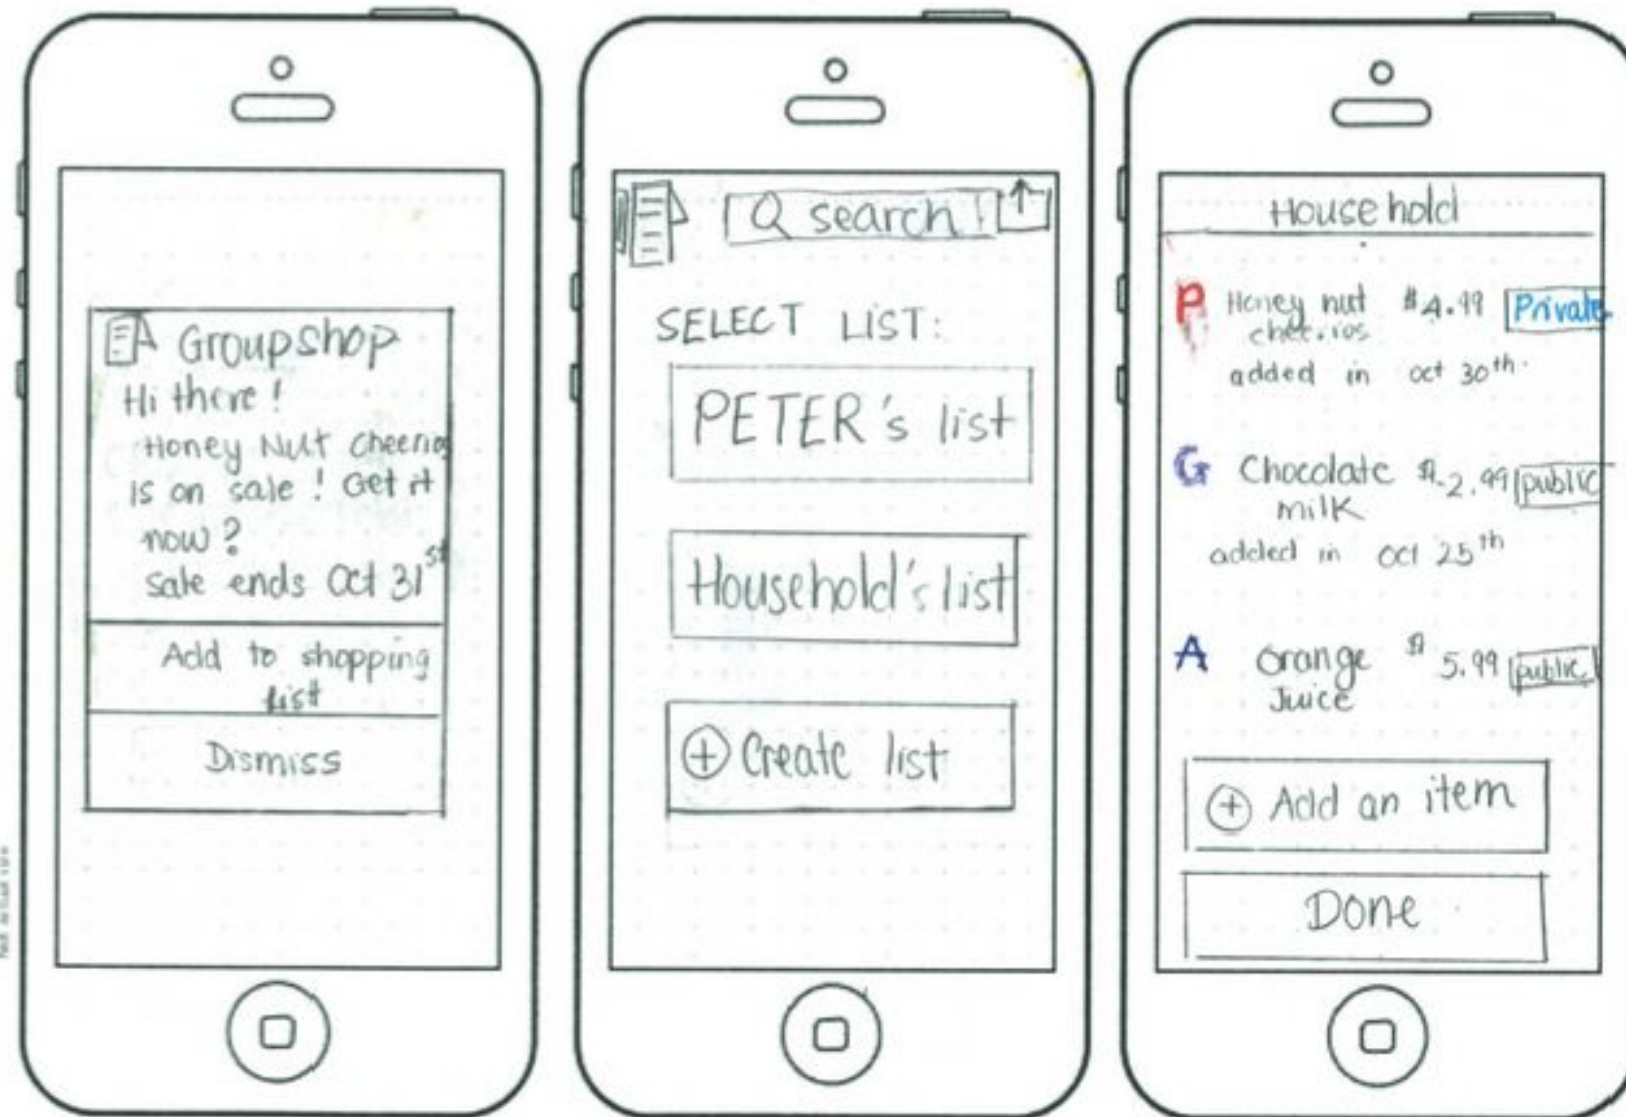 Groupshop
Hi there!
Honey Nut Cheerios
is on sale! Get it
now?
sale ends Oct 31st
Add to shopping
list
Dismiss
search
SELECT LIST:
PETER's list
Household's list
+ Create list
Household
P Honey nut $4.99 Private
cheerios
added in oct 30th.
G Chocolate $2.99 public
milk
added in oct 25th
A orange $5.99 public
Juice
+ Add an item
Done